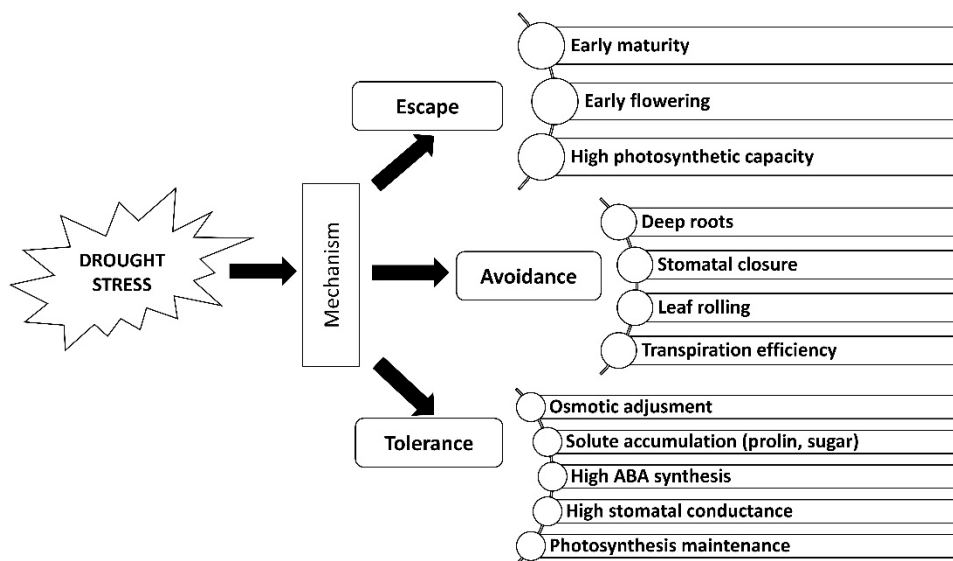 DROUGHT
STRESS
Mechanism
Escape
Early maturity
Early flowering
High photosynthetic capacity
Avoidance
Deep roots
Stomatal closure
Leaf rolling
Transpiration efficiency
Tolerance
Osmotic adjusment
Solute accumulation (prolin, sugar)
High ABA synthesis
High stomatal conductance
Photosynthesis maintenance